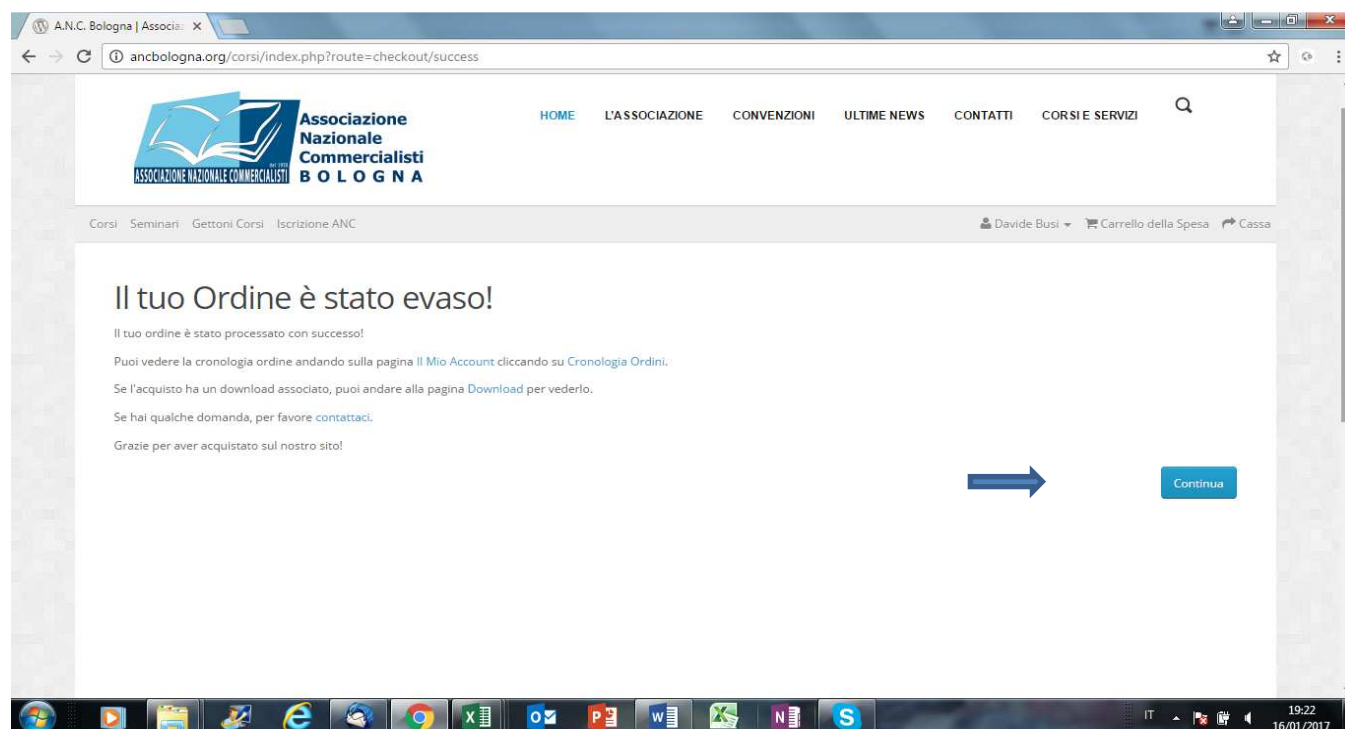 A.N.C. Bologna | Associa
ancbologna.org/corsi/index.php?route=checkout/success
ASSOCIAZIONE NAZIONALE COMMERCIALISTI
Associazione
Nazionale
Commercialisti
BOLOGNA
HOME L'ASSOCIAZIONE CONVENZIONI ULTIME NEWS CONTATTI CORSI E SERVIZI
Corsi Seminari Gettoni Corsi Iscrizione ANC Davide Busi Carrello della Spesa Cassa
Il tuo Ordine è stato evaso!
Il tuo ordine è stato processato con successo!
Puoi vedere la cronologia ordine andando sulla pagina Il Mio Account cliccando su Cronologia Ordini.
Se l'acquisto ha un download associato, puoi andare alla pagina Download per vederlo.
Se hai qualche domanda, per favore contattaci.
Grazie per aver acquistato sul nostro sito!
Continua
IT 19:22
16/01/2017